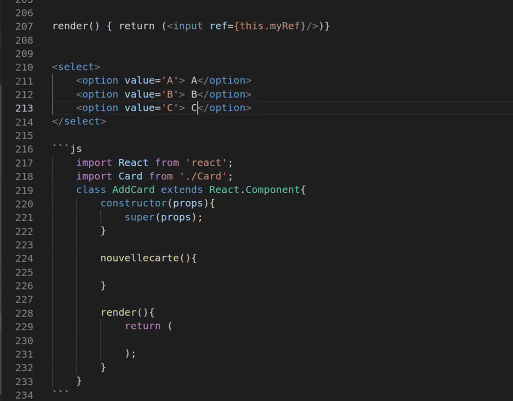 205
206
207 render() { return (<input ref={this.myRef}/>)}
208
209
210 <select>
211 <option value='A'> A</option>
212 <option value='B'> B</option>
213 <option value='C'> C</option>
214 </select>
215
216 ```js
217 import React from 'react';
218 import Card from './Card';
219 class AddCard extends React.Component{
220 constructor(props){
221 super(props);
222 }
223
224 nouvellecarte(){
225
226 }
227
228 render(){
229 return (
230
231 );
232 }
233 }
234 ```